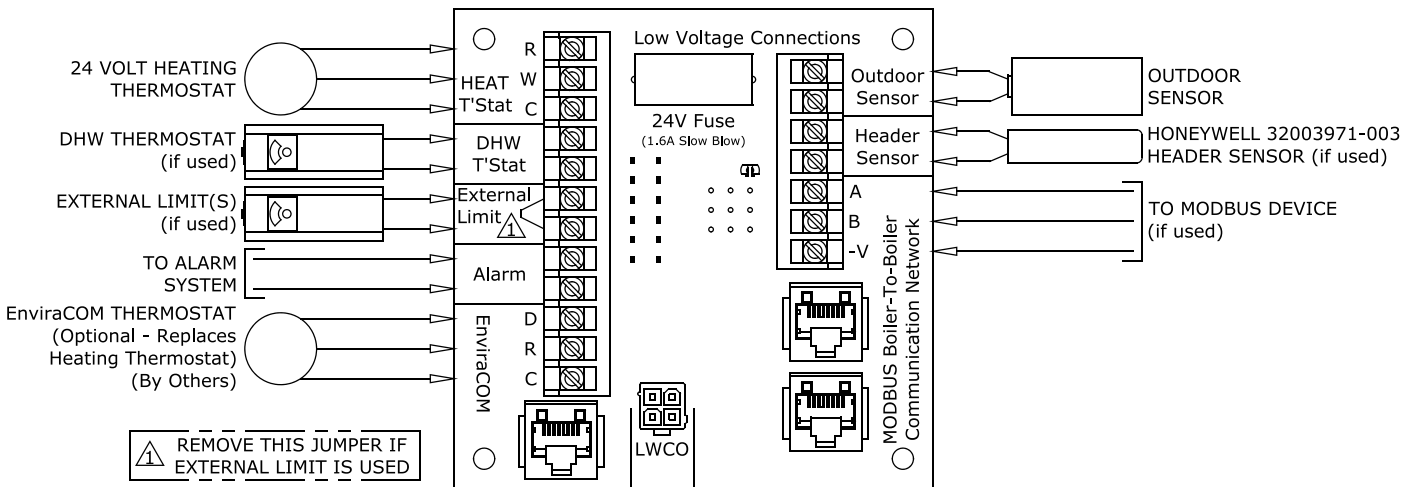 Low Voltage Connections
24 VOLT HEATING
THERMOSTAT
DHW THERMOSTAT
(if used)
EXTERNAL LIMIT(S)
(if used)
TO ALARM
SYSTEM
EnviraCOM THERMOSTAT
(Optional - Replaces
Heating Thermostat)
(By Others)
1
REMOVE THIS JUMPER IF
EXTERNAL LIMIT IS USED
HEAT
T'Stat
R
W
C
DHW
T'Stat
External
Limit
1
Alarm
EnviraCOM
D
R
C
24V Fuse
(1.6A Slow Blow)
LWCO
Outdoor
Sensor
Header
Sensor
A
B
-V
MODBUS Boiler-To-Boiler
Communication Network
OUTDOOR
SENSOR
HONEYWELL 32003971-003
HEADER SENSOR (if used)
TO MODBUS DEVICE
(if used)